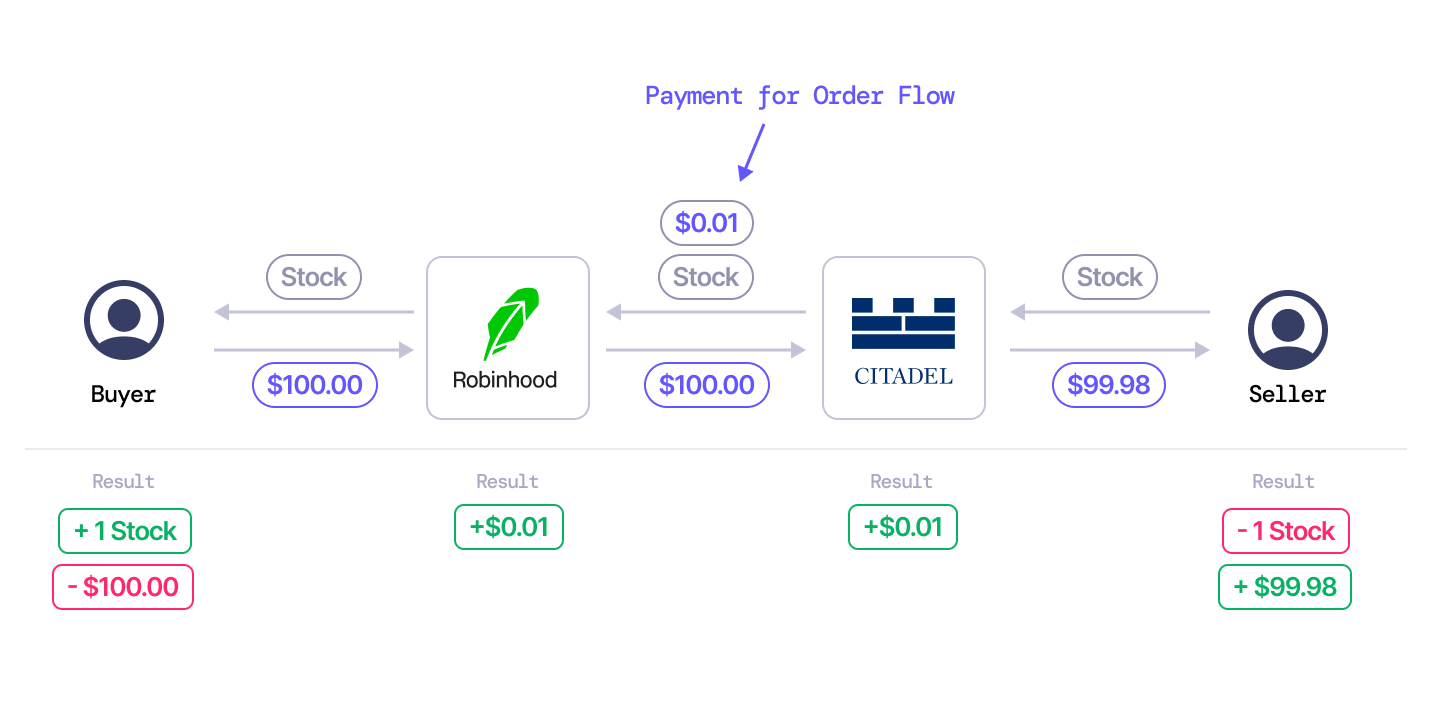 Payment for Order Flow
$0.01
Stock
Stock
Stock
Robinhood
CITADEL
$100.00
$100.00
$99.98
Buyer
Seller
Result
Result
Result
Result
+ 1 Stock
+$0.01
+$0.01
- 1 Stock
- $100.00
+ $99.98